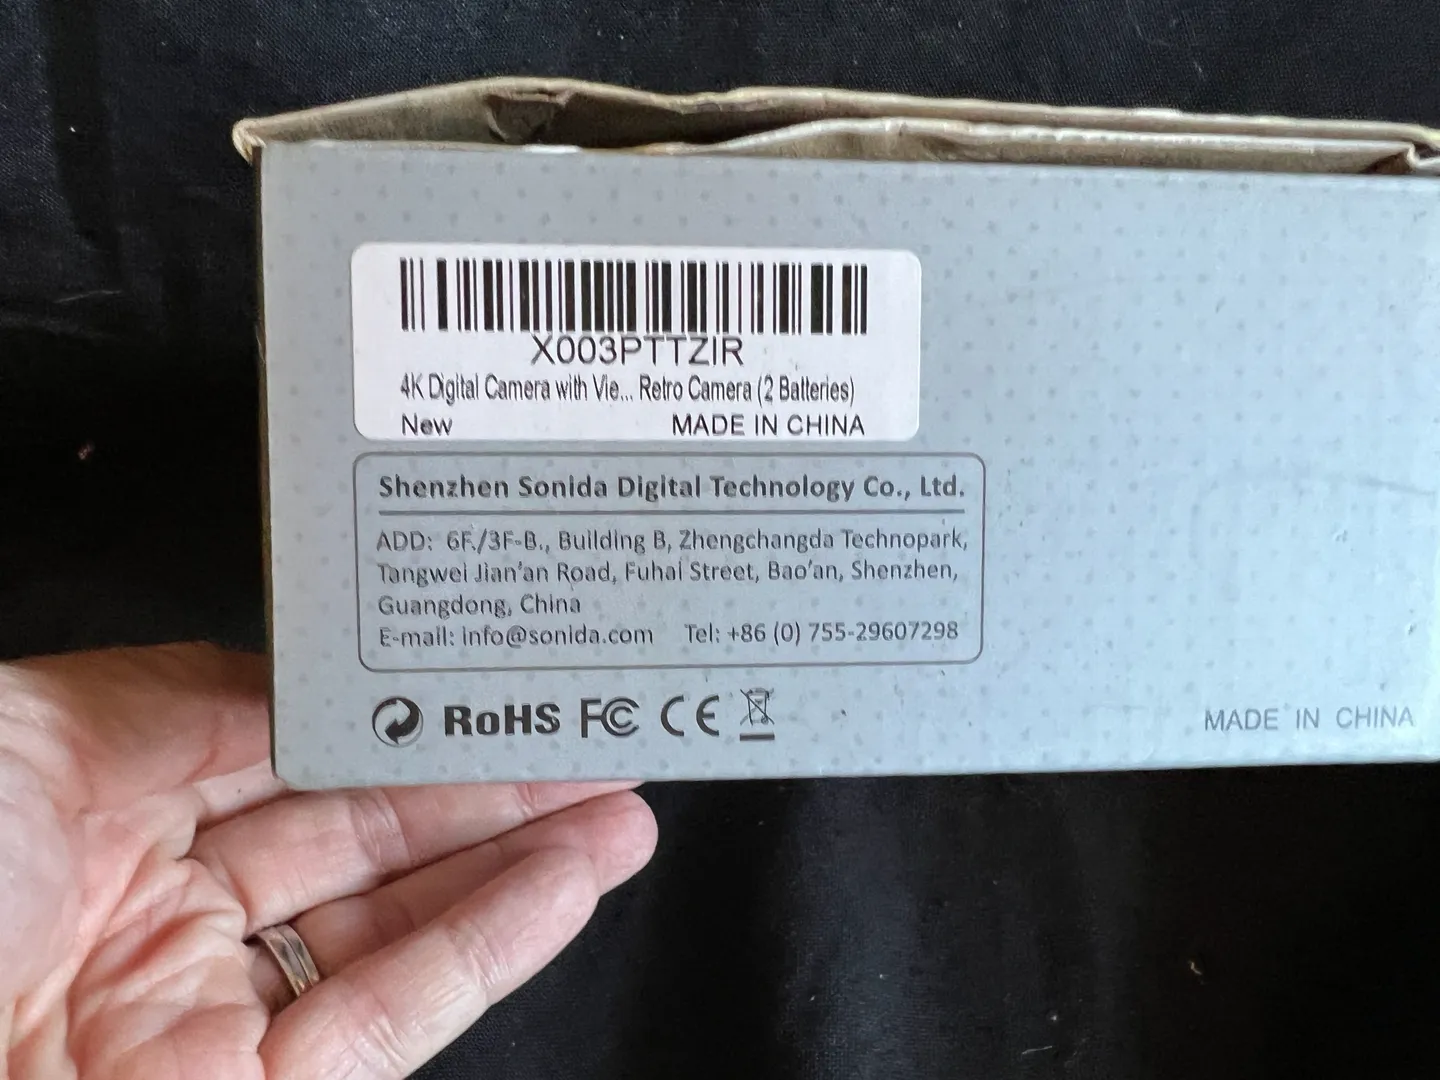 X003PTTZIR
4K Digital Camera with Vie... Retro Camera (2 Batteries)
New MADE IN CHINA
Shenzhen Sonida Digital Technology Co., Ltd.
ADD: 6F./3F-B., Building B, Zhengchangda Technopark,
Tangwei Jian'an Road, Fuhai Street, Bao'an, Shenzhen,
Guangdong, China
E-mail: info@sonida.com Tel: +86 (0) 755-29607298
RoHS FC CE
MADE IN CHINA